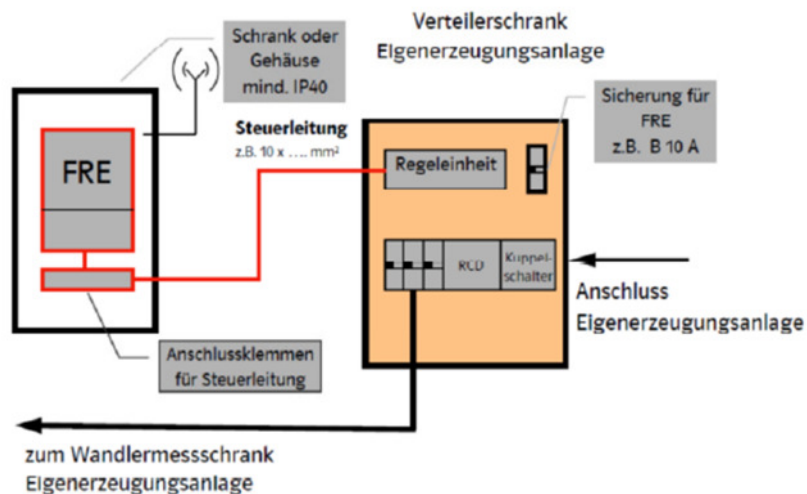 Verteilerschrank
EIgenerzeugungsanlage
Schrank oder
Gehäuse
mind. IP40
Sicherung für
FRE
z.B. B 10 A
Steuerleitung
z.B. 10 x .... mm²
FRE
Regeleinheit
RCD
Kuppel-
schalter
Anschluss
EIgenerzeugungsanlage
Anschlussklemmen
für Steuerleitung
zum Wandlermessschrank
EIgenerzeugungsanlage